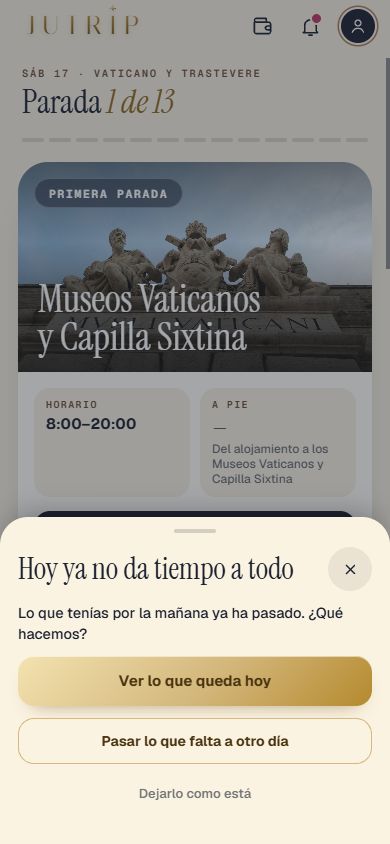 JUTRIP
SÁB 17 · VATICANO Y TRASTEVERE
Parada 1 de 13
PRIMERA PARADA
Museos Vaticanos
y Capilla Sixtina
HORARIO
8:00–20:00
A PIE
—
Del alojamiento a los
Museos Vaticanos y
Capilla Sixtina
Hoy ya no da tiempo a todo
Lo que tenías por la mañana ya ha pasado. ¿Qué
hacemos?
Ver lo que queda hoy
Pasar lo que falta a otro día
Dejarlo como está